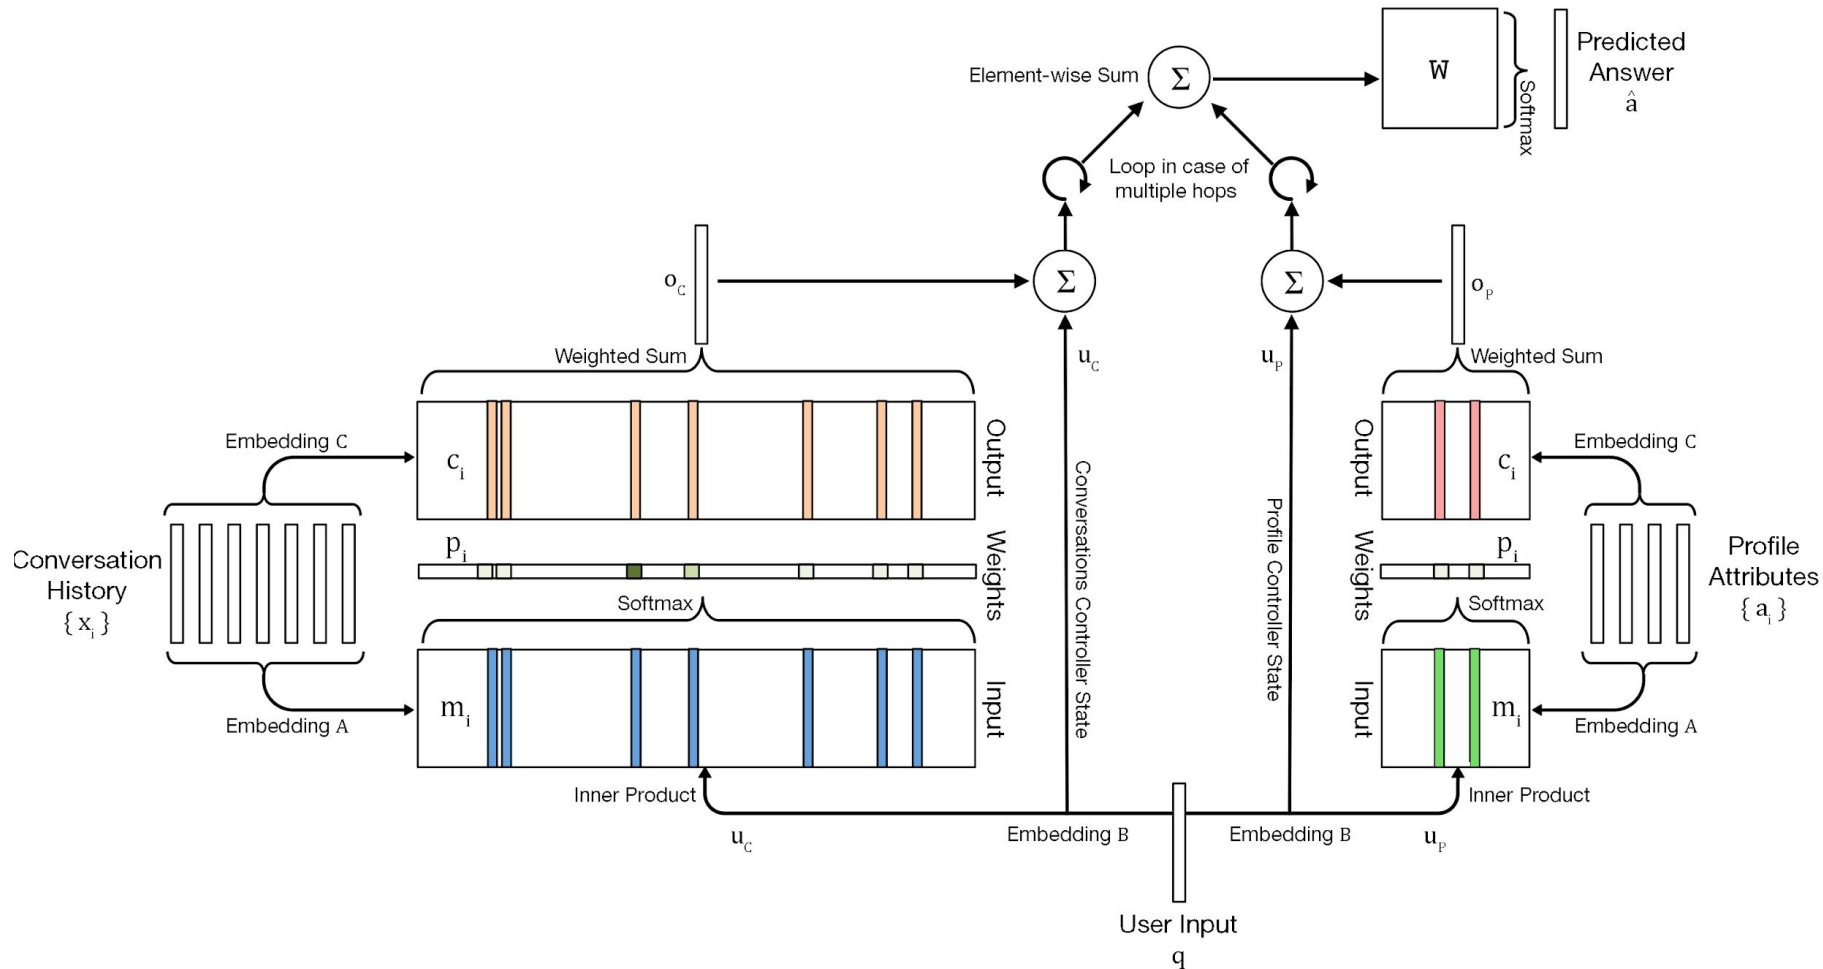 Element-wise Sum
Σ
W
Softmax
Predicted
Answer
â
Loop in case of
multiple hops
o_C
Σ
Σ
o_P
Weighted Sum
u_C
u_P
Weighted Sum
Embedding C
c_i
Output
Conversations Controller State
Profile Controller State
Output
c_i
Embedding C
Conversation
History
{ x_i }
p_i
Weights
Softmax
Weights
p_i
Softmax
Profile
Attributes
{ a_i }
Embedding A
m_i
Input
Input
m_i
Embedding A
Inner Product
Inner Product
u_C
Embedding B
Embedding B
u_P
User Input
q